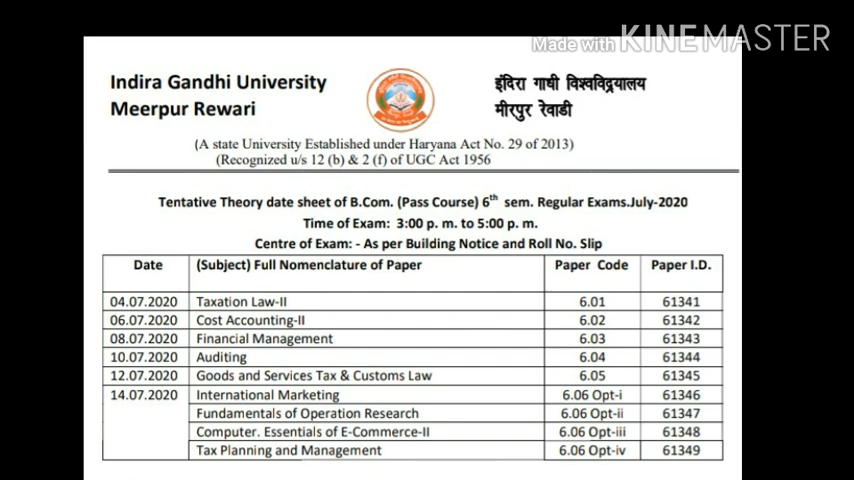 Made with KINEMASTER
Indira Gandhi University
Meerpur Rewari
इंदिरा गाधी विश्वविद्र्यालय
मीरपुर रेवाडी
(A state University Established under Haryana Act No. 29 of 2013)
(Recognized u/s 12 (b) & 2 (f) of UGC Act 1956
Tentative Theory date sheet of B.Com. (Pass Course) 6th sem. Regular Exams.July-2020
Time of Exam: 3:00 p. m. to 5:00 p. m.
Centre of Exam: - As per Building Notice and Roll No. Slip
Date (Subject) Full Nomenclature of Paper Paper Code Paper I.D.
04.07.2020 Taxation Law-II 6.01 61341
06.07.2020 Cost Accounting-II 6.02 61342
08.07.2020 Financial Management 6.03 61343
10.07.2020 Auditing 6.04 61344
12.07.2020 Goods and Services Tax & Customs Law 6.05 61345
14.07.2020 International Marketing 6.06 Opt-i 61346
Fundamentals of Operation Research 6.06 Opt-ii 61347
Computer. Essentials of E-Commerce-II 6.06 Opt-iii 61348
Tax Planning and Management 6.06 Opt-iv 61349